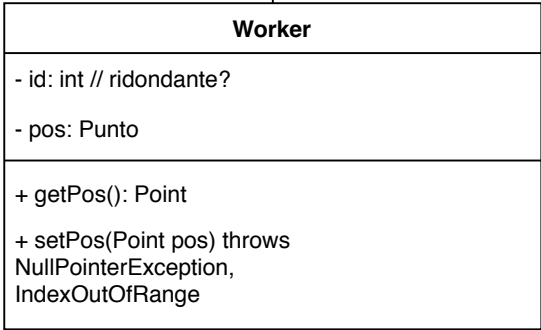 Worker
- id: int // ridondante?
- pos: Punto
+ getPos(): Point
+ setPos(Point pos) throws
NullPointerException,
IndexOutOfRange